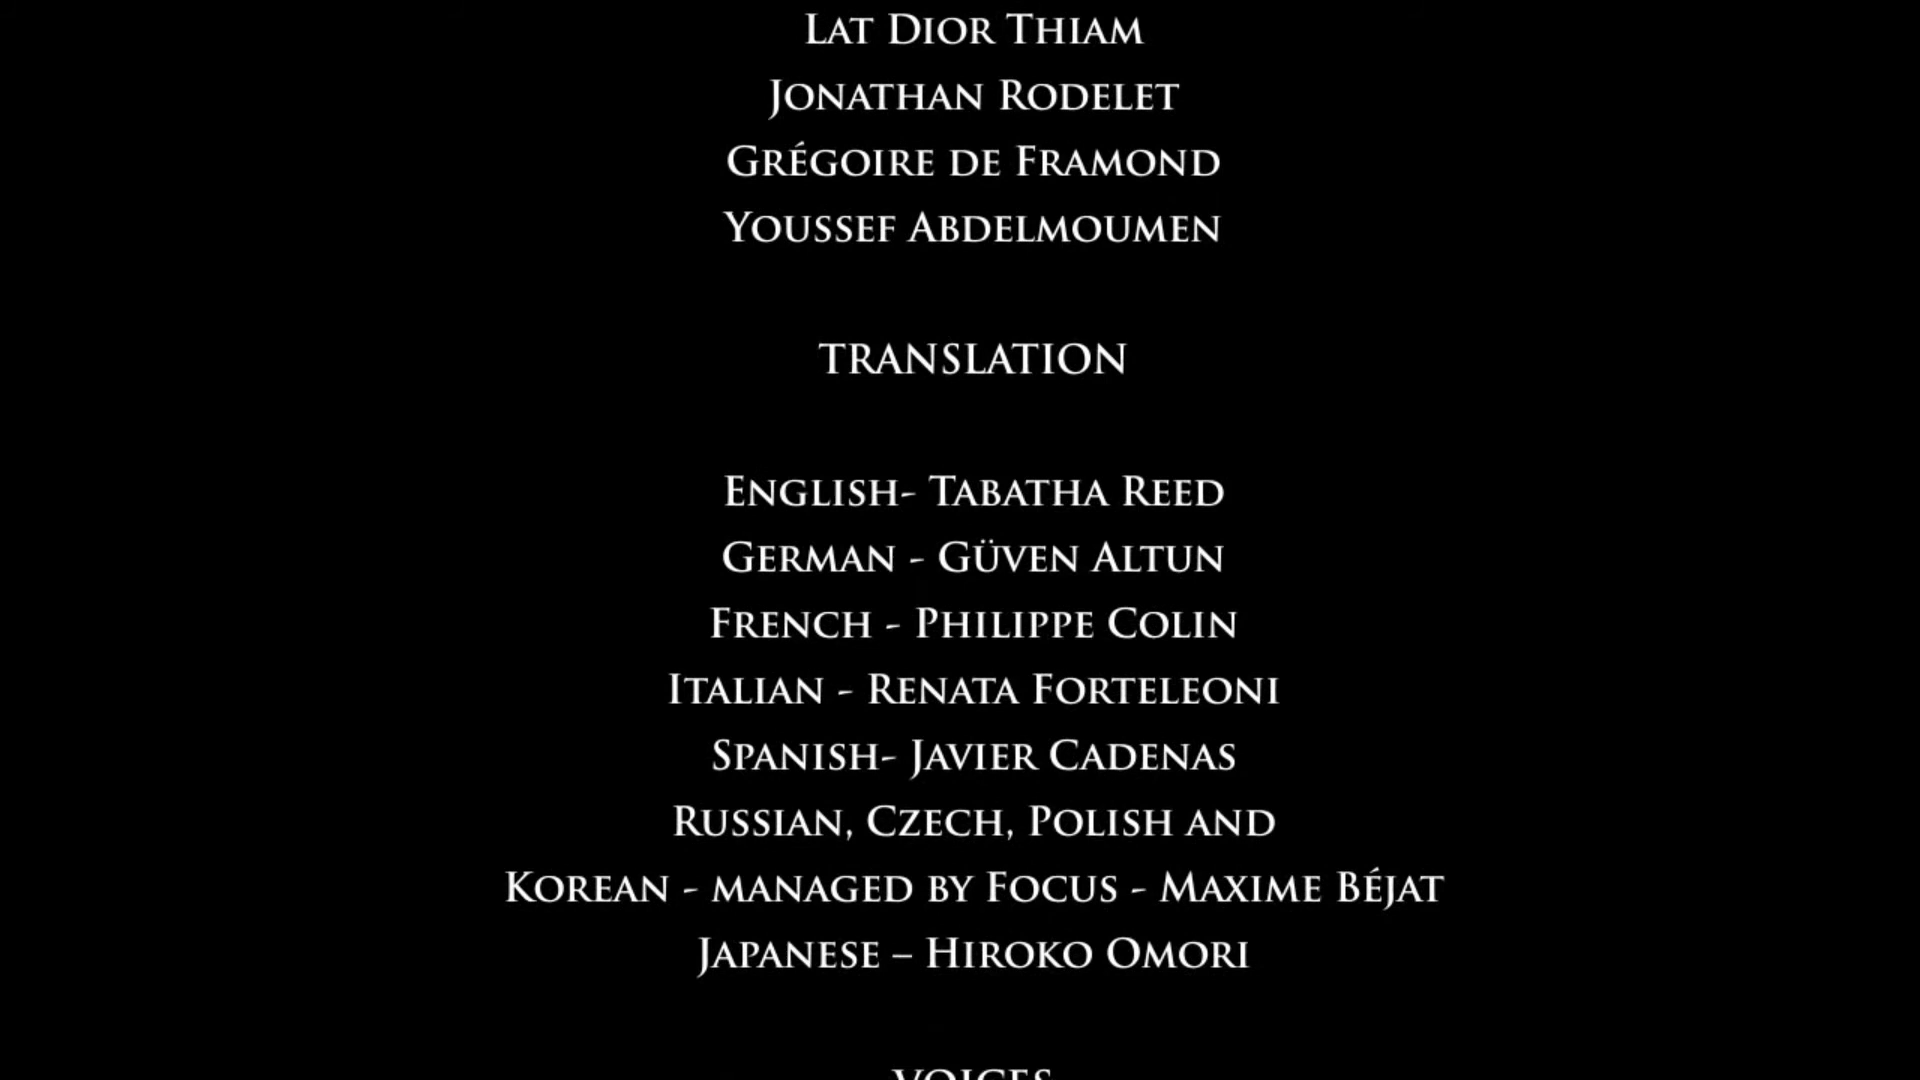 Lat Dior Thiam
Jonathan Rodelet
Grégoire de Framond
Youssef Abdelmoumen
TRANSLATION
English- Tabatha Reed
German - Güven Altun
French - Philippe Colin
Italian - Renata Forteleoni
Spanish- Javier Cadenas
Russian, Czech, Polish and
Korean - managed by Focus - Maxime Béjat
Japanese – Hiroko Omori
VOICES